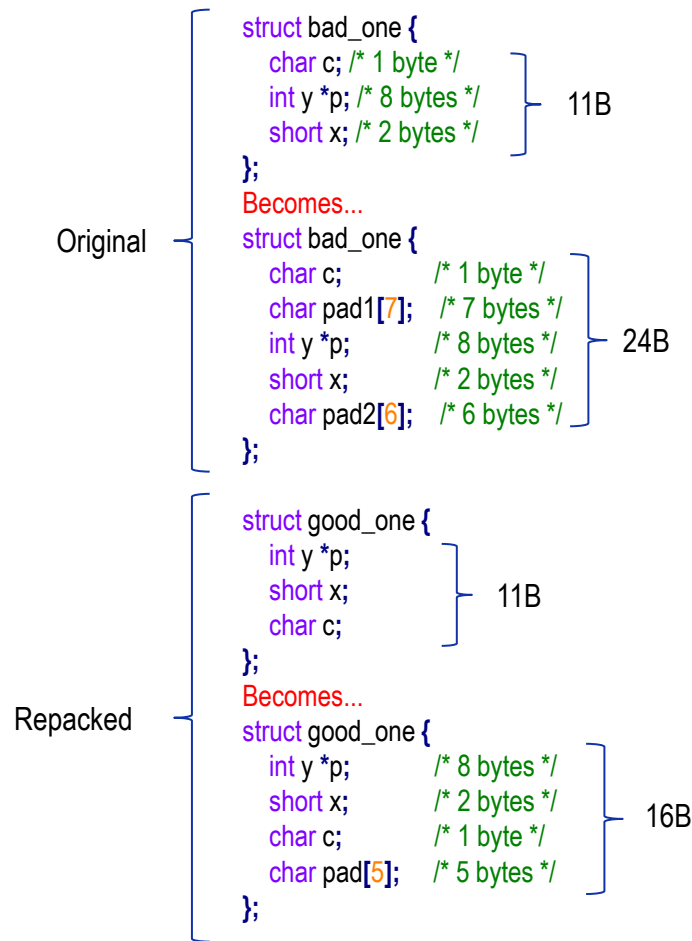 struct bad_one {
char c; /* 1 byte */
int y *p; /* 8 bytes */
short x; /* 2 bytes */
};
11B
Becomes...
Original
struct bad_one {
char c; /* 1 byte */
char pad1[7]; /* 7 bytes */
int y *p; /* 8 bytes */
short x; /* 2 bytes */
char pad2[6]; /* 6 bytes */
};
24B
struct good_one {
int y *p;
short x;
char c;
};
11B
Becomes...
Repacked
struct good_one {
int y *p; /* 8 bytes */
short x; /* 2 bytes */
char c; /* 1 byte */
char pad[5]; /* 5 bytes */
};
16B